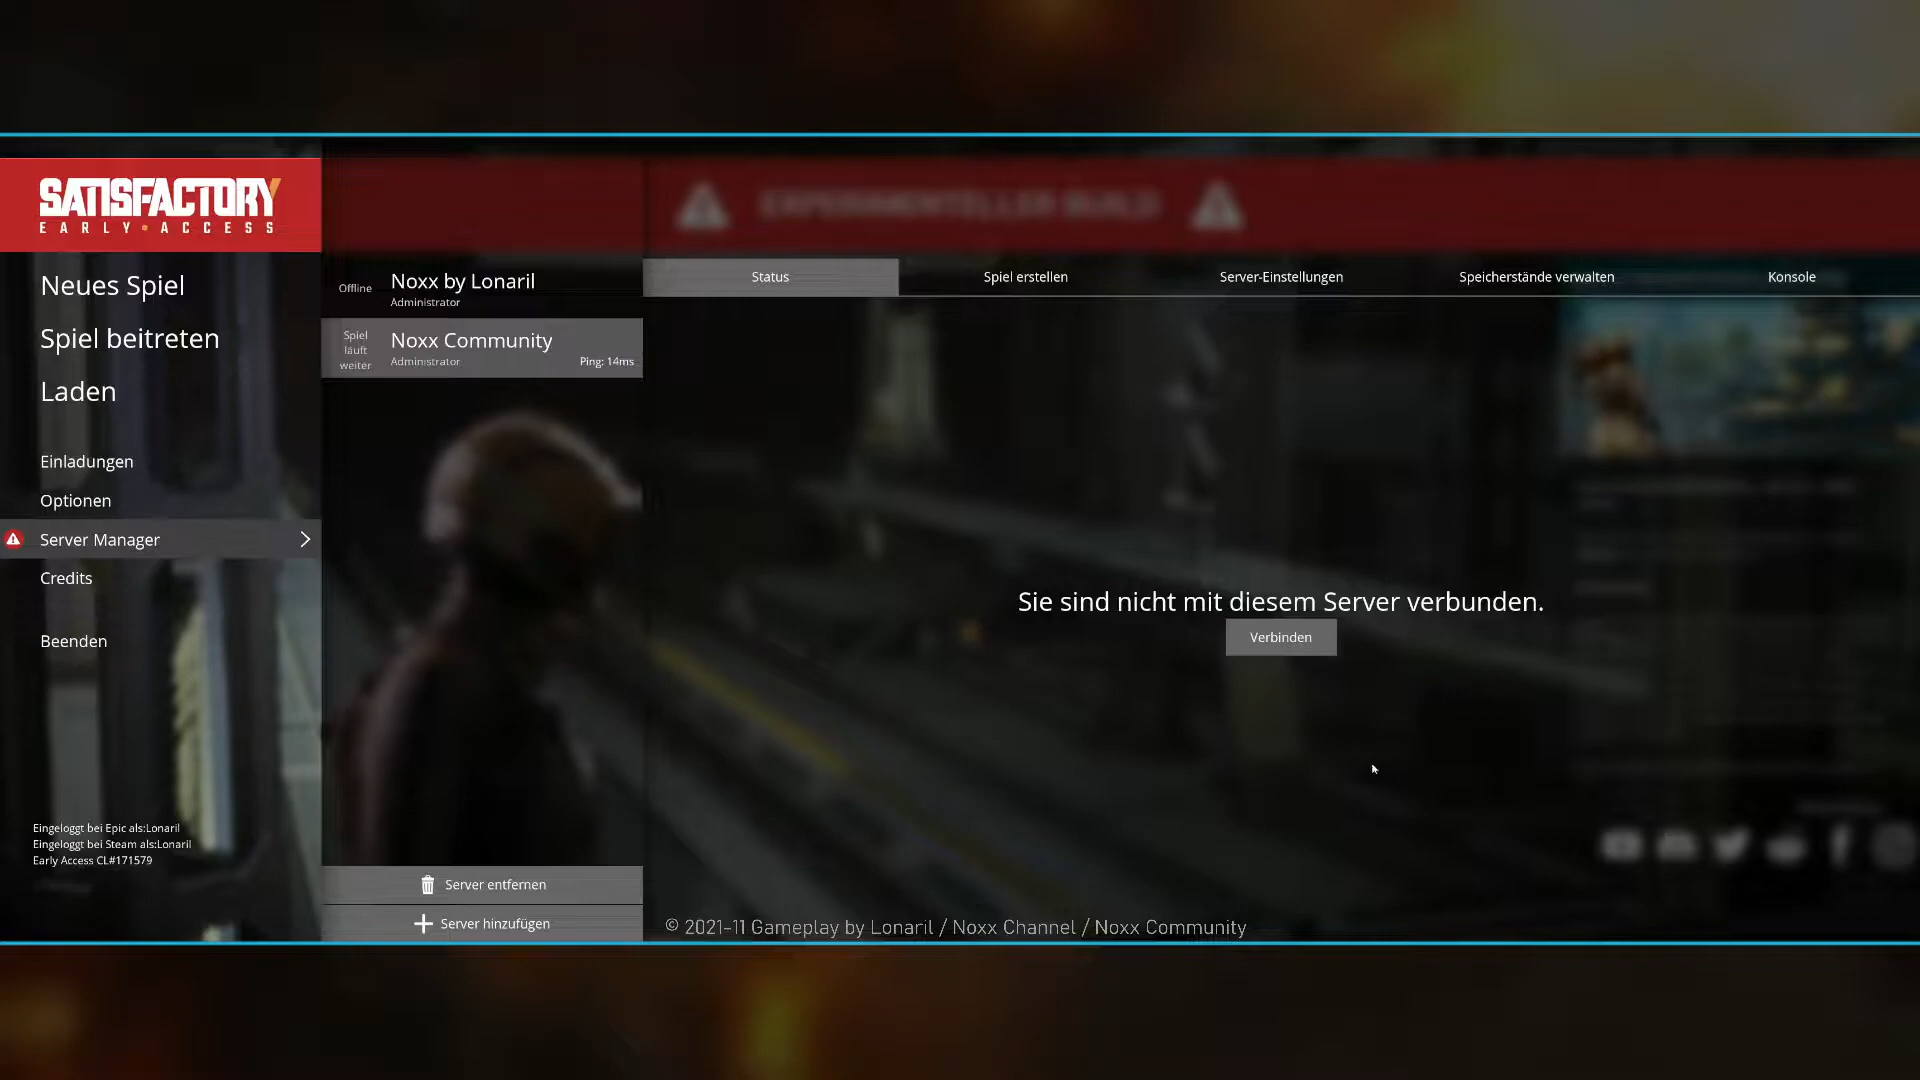 SATISFACTORY
EARLY ACCESS
Neues Spiel
Spiel beitreten
Laden
Einladungen
Optionen
Server Manager
Credits
Beenden
Eingeloggt bei Epic als:Lonaril
Eingeloggt bei Steam als:Lonaril
Early Access CL#171579
Offline
Noxx by Lonaril
Administrator
Spiel
läuft
weiter
Noxx Community
Administrator
Ping: 14ms
Server entfernen
Server hinzufügen
EXPERIMENTELLER BUILD
Status
Spiel erstellen
Server-Einstellungen
Speicherstände verwalten
Konsole
Sie sind nicht mit diesem Server verbunden.
Verbinden
© 2021-11 Gameplay by Lonaril / Noxx Channel / Noxx Community